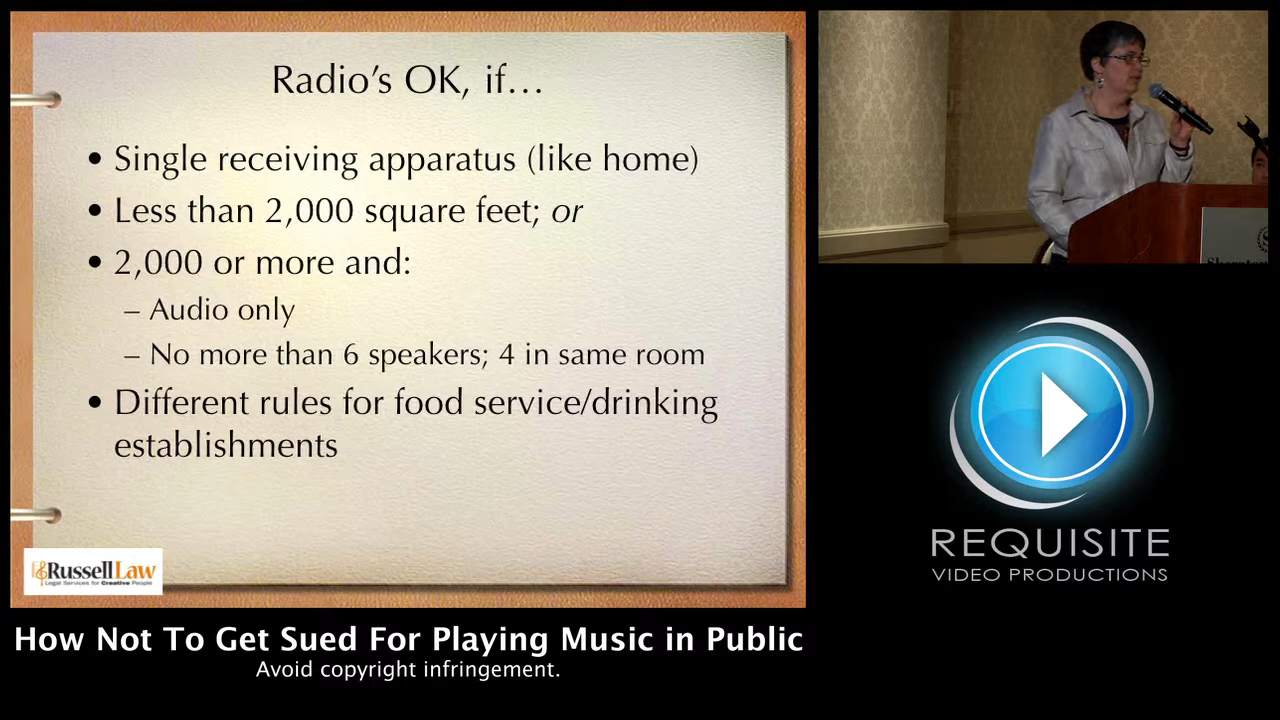 Radio’s OK, if…
• Single receiving apparatus (like home)
• Less than 2,000 square feet; or
• 2,000 or more and:
– Audio only
– No more than 6 speakers; 4 in same room
• Different rules for food service/drinking
establishments
RussellLaw
Legal Services for Creative People
How Not To Get Sued For Playing Music in Public
Avoid copyright infringement.
REQUISITE
VIDEO PRODUCTIONS